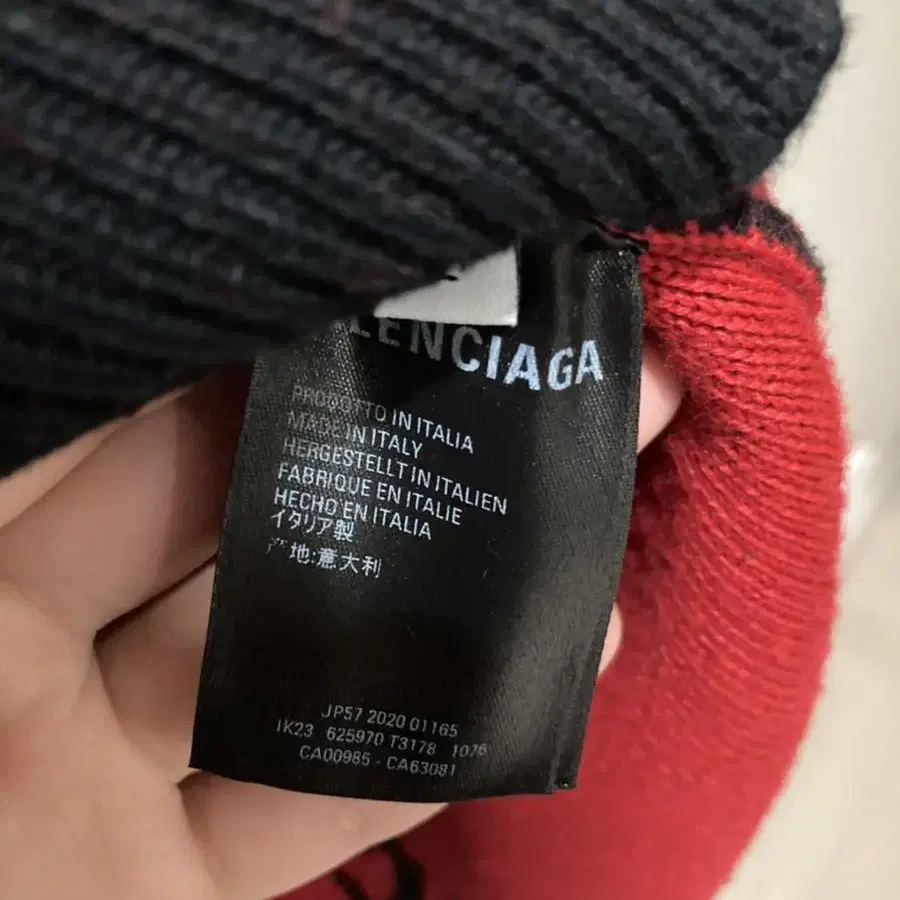 LENCIAGA
PRODOTTO IN ITALIA
MADE IN ITALY
HERGESTELLT IN ITALIEN
FABRIQUE EN ITALIE
HECHO EN ITALIA
イタリア製
产地:意大利
JP57 2020 01165
IK23 625970 T3178 1076
CA00985 - CA63081